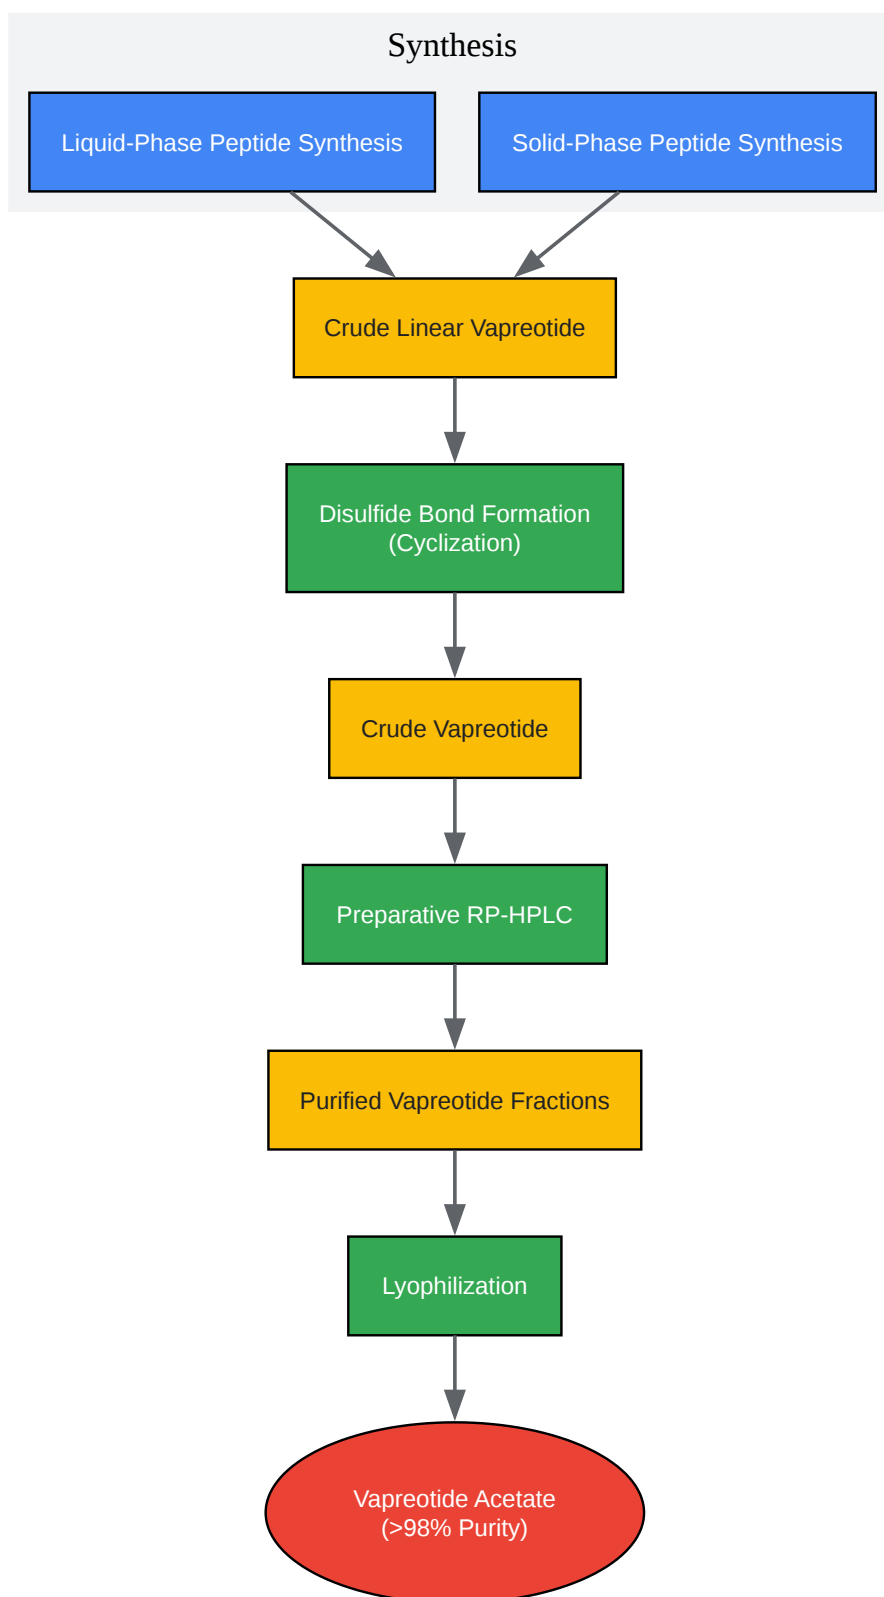 Synthesis
Liquid-Phase Peptide Synthesis
Solid-Phase Peptide Synthesis
Crude Linear Vapreotide
Disulfide Bond Formation
(Cyclization)
Crude Vapreotide
Preparative RP-HPLC
Purified Vapreotide Fractions
Lyophilization
Vapreotide Acetate
(>98% Purity)